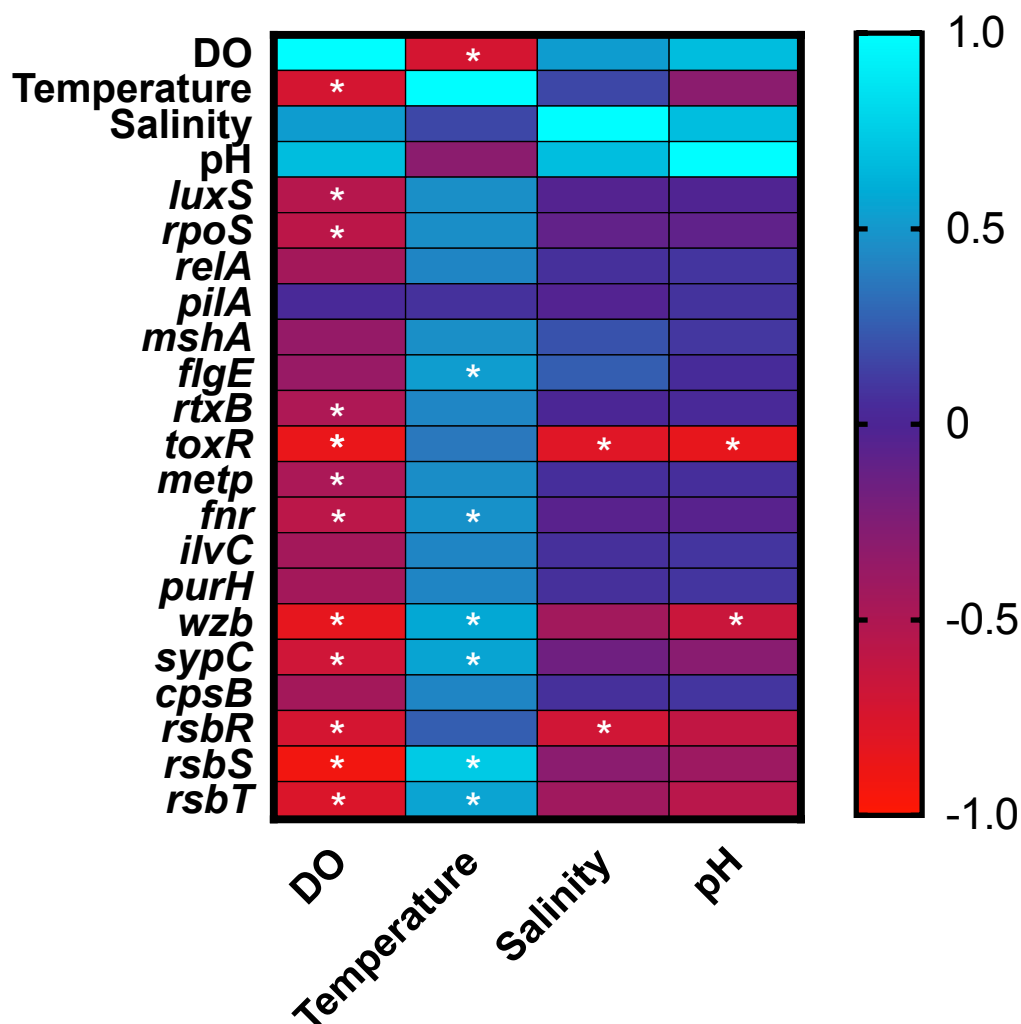 DO * 1.0
Temperature *
Salinity
pH
luxS *
rpoS * 0.5
relA
pilA
mshA
flgE *
rtxB * 0
toxR * * *
metp *
fnr * *
ilvC
purH
wzb * * * -0.5
sypC * *
cpsB
rsbR * *
rsbS * *
rsbT * * -1.0
DO
Temperature
Salinity
pH